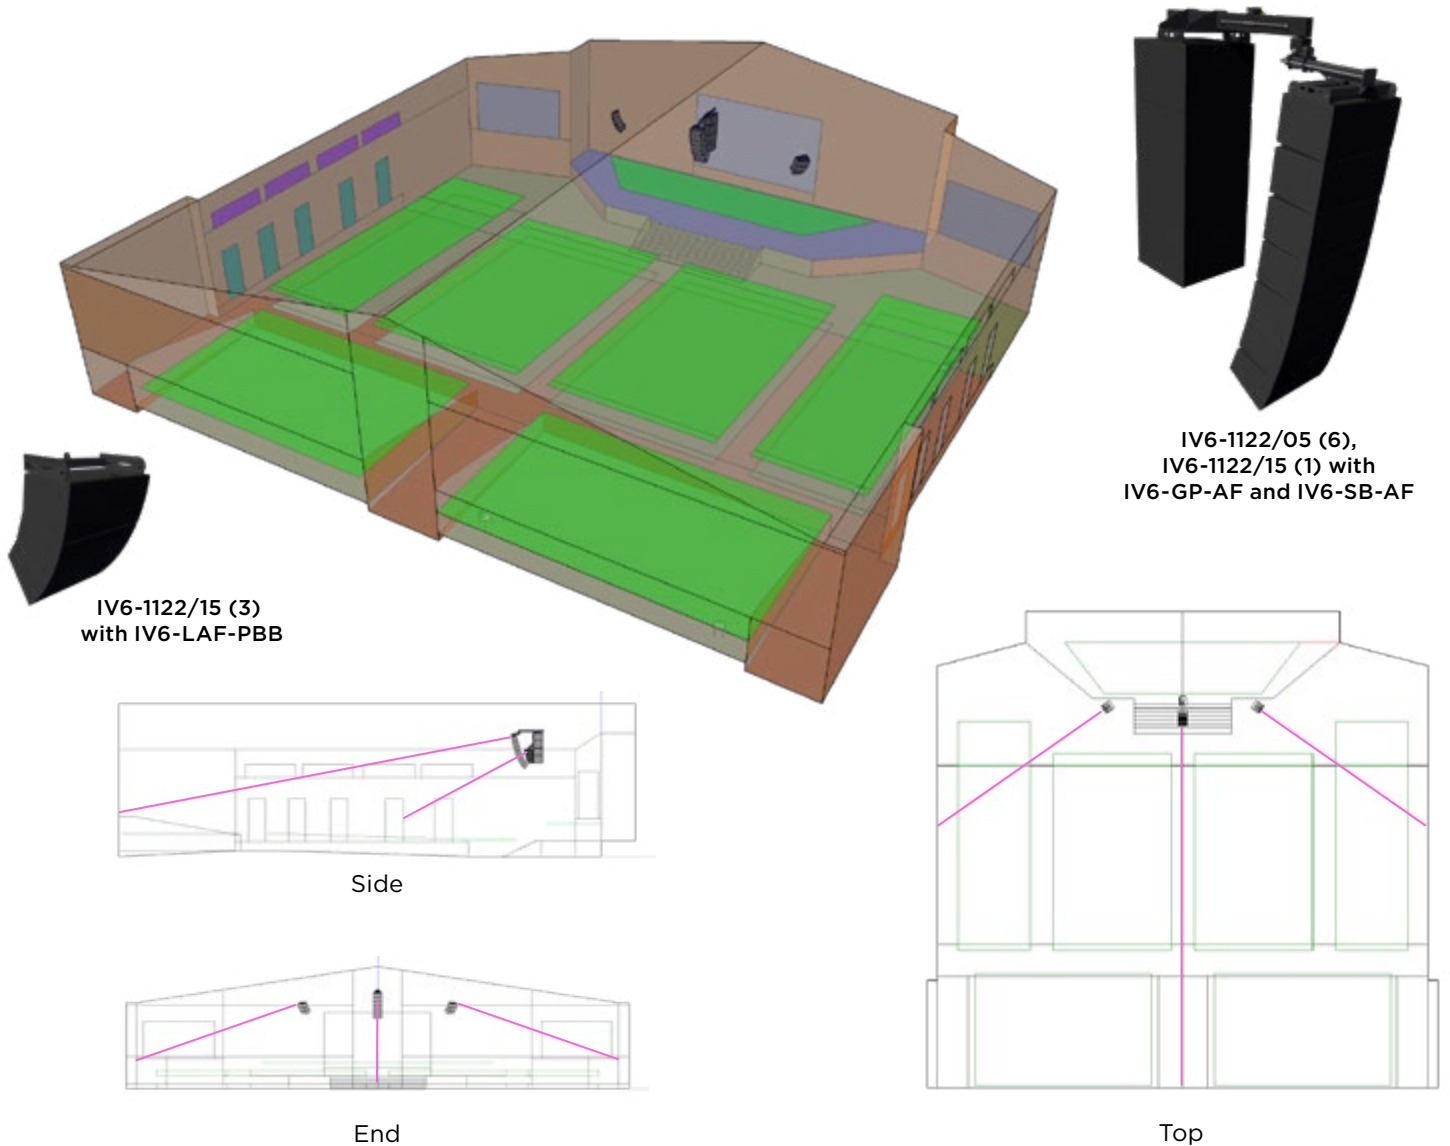 IV6-1122/05 (6),
IV6-1122/15 (1) with
IV6-GP-AF and IV6-SB-AF
IV6-1122/15 (3)
with IV6-LAF-PBB
Side
End
Top